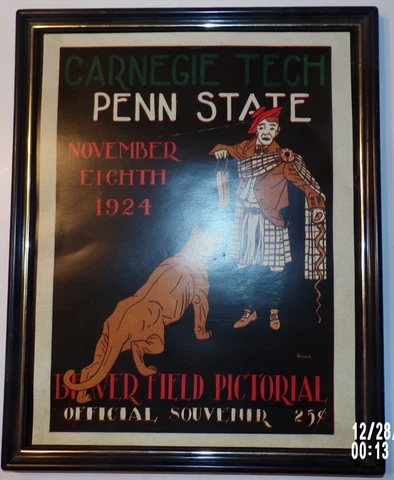 CARNEGIE TECH
PENN STATE
NOVEMBER
EIGHTH
1924
BEAVER FIELD PICTORIAL
OFFICIAL SOUVENIR 25¢
12/28/
00:13